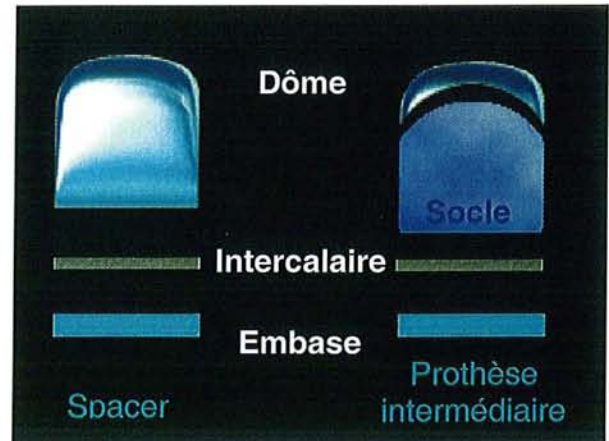 Dôme
Socle
Intercalaire
Embase
Spacer
Prothèse
intermédiaire